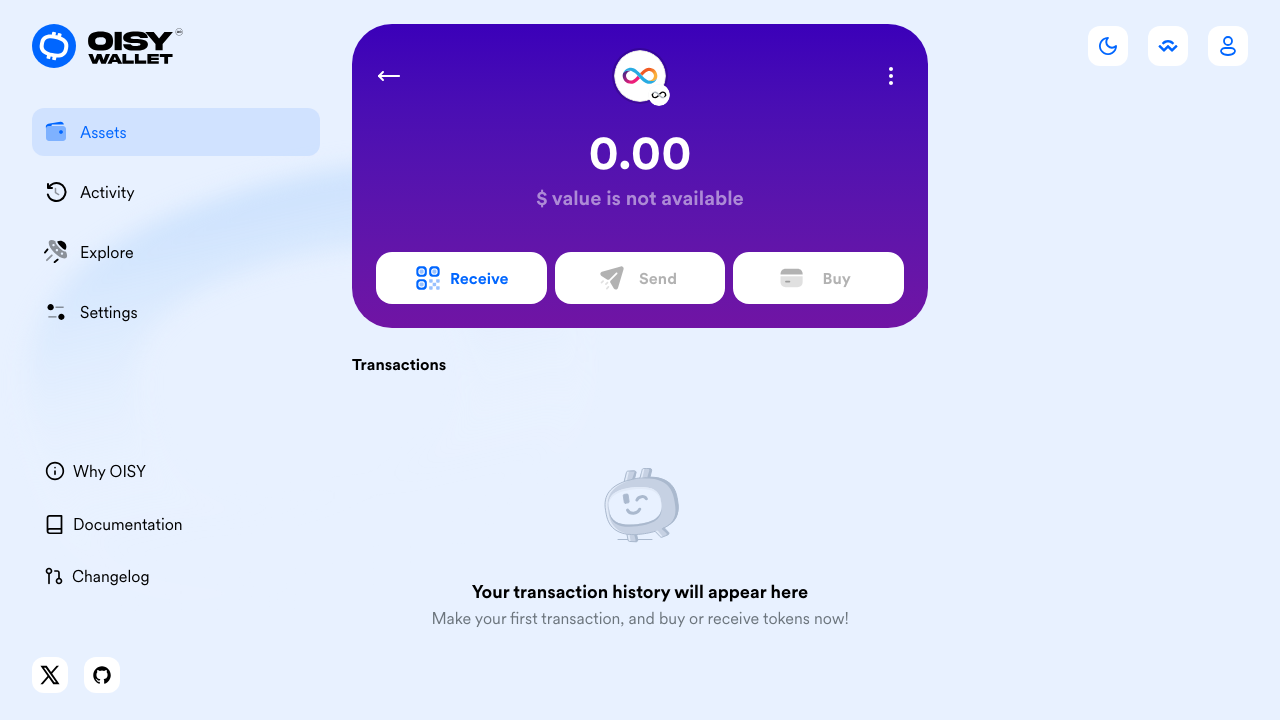 OISY
WALLET
Assets
Activity
Explore
Settings
Why OISY
Documentation
Changelog
0.00
$ value is not available
Receive
Send
Buy
Transactions
Your transaction history will appear here
Make your first transaction, and buy or receive tokens now!